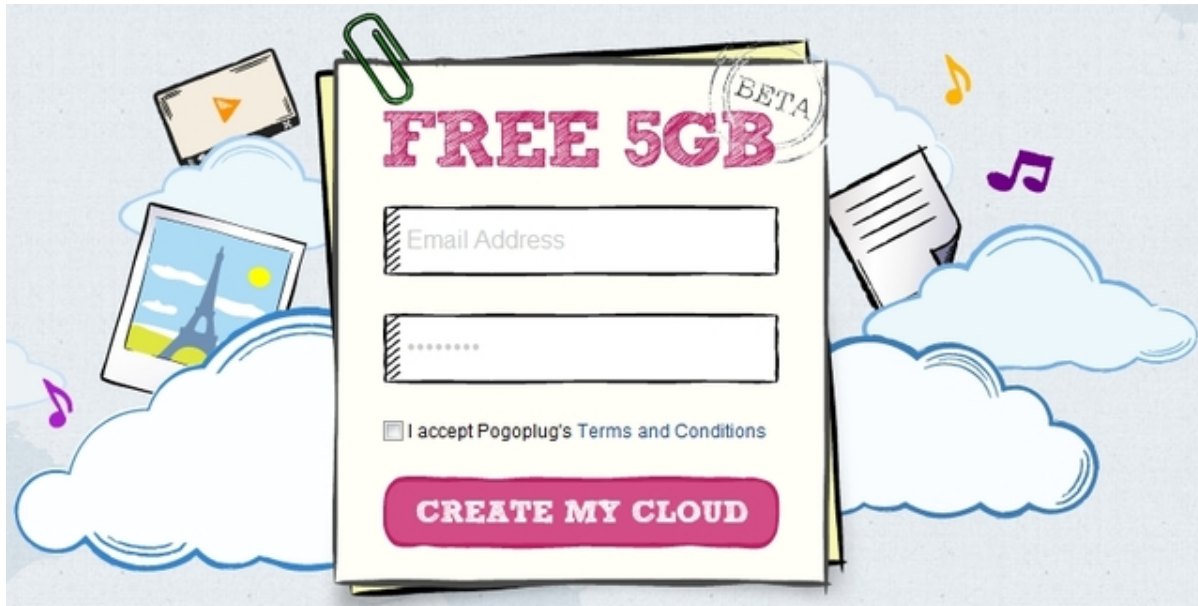 BETA
FREE 5GB
Email Address
••••••••
I accept Pogoplug's Terms and Conditions
CREATE MY CLOUD